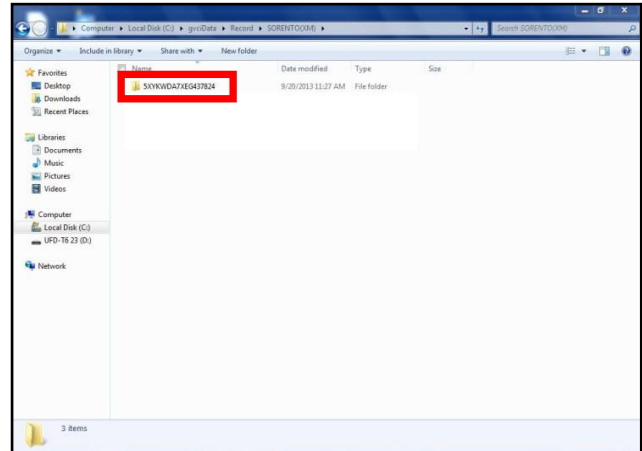 Computer ▸ Local Disk (C:) ▸ gvciData ▸ Record ▸ SORENTO(XM) ▸
Search SORENTO(XM)
Organize Include in library Share with New folder
Name Date modified Type Size
5XYKWDA7XEG437824 9/20/2013 11:27 AM File folder
Favorites
Desktop
Downloads
Recent Places
Libraries
Documents
Music
Pictures
Videos
Computer
Local Disk (C:)
UFD-T6 23 (D:)
Network
3 items